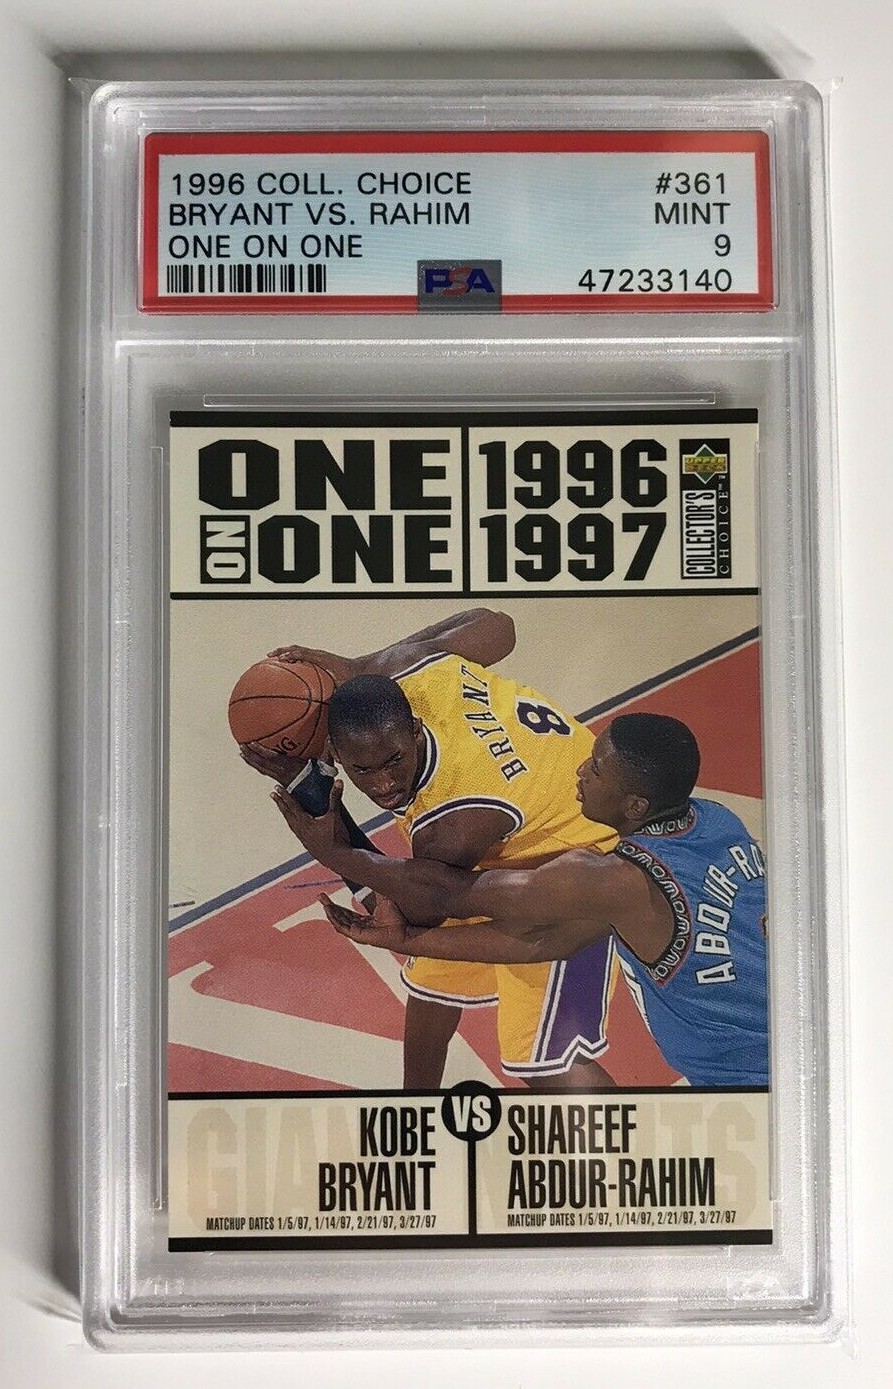 1996 COLL. CHOICE #361
BRYANT VS. RAHIM MINT
ONE ON ONE 9
PSA 47233140
ONE ON ONE
1996
1997
UPPER DECK
COLLECTOR'S
CHOICE™
BRYANT
8
ABDUR-RA
GIAN
TS
KOBE
BRYANT
VS
SHAREEF
ABDUR-RAHIM
MATCHUP DATES 1/5/97, 1/14/97, 2/21/97, 3/27/97
MATCHUP DATES 1/5/97, 1/14/97, 2/21/97, 3/27/97